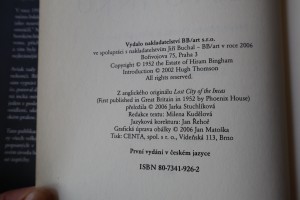 Vydalo nakladatelství BB/art s.r.o.
ve spolupráci s nakladatelstvím Jiří Buchal – BB/art v roce 2006
Bořivojova 75, Praha 3
Copyright © 1952 the Estate of Hiram Bingham
Introduction © 2002 Hugh Thomson
All rights reserved.
Z anglického originálu Lost City of the Incas
(First published in Great Britain in 1952 by Phoenix House)
přeložila © 2006 Jarka Stuchlíková
Redakce textu: Milena Kudělová
Jazyková korektura: Jan Řehoř
Grafická úprava obálky © 2006 Jan Matoška
Tisk: CENTA, spol. s r. o., Vídeňská 113, Brno
První vydání v českém jazyce
ISBN 80-7341-926-2